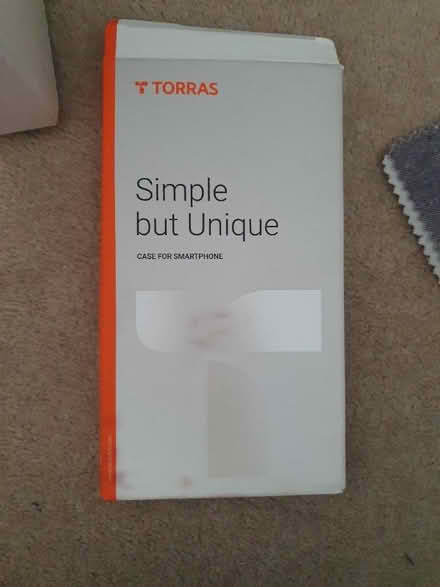 TORRAS
Simple
but Unique
CASE FOR SMARTPHONE